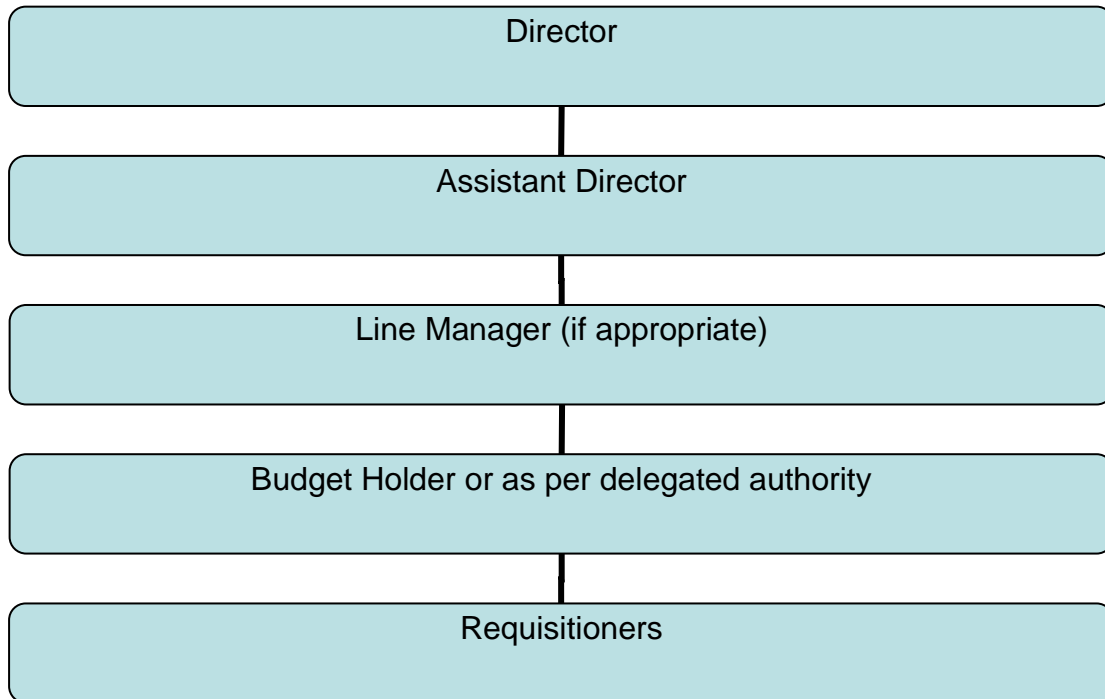 Director
Assistant Director
Line Manager (if appropriate)
Budget Holder or as per delegated authority
Requisitioners